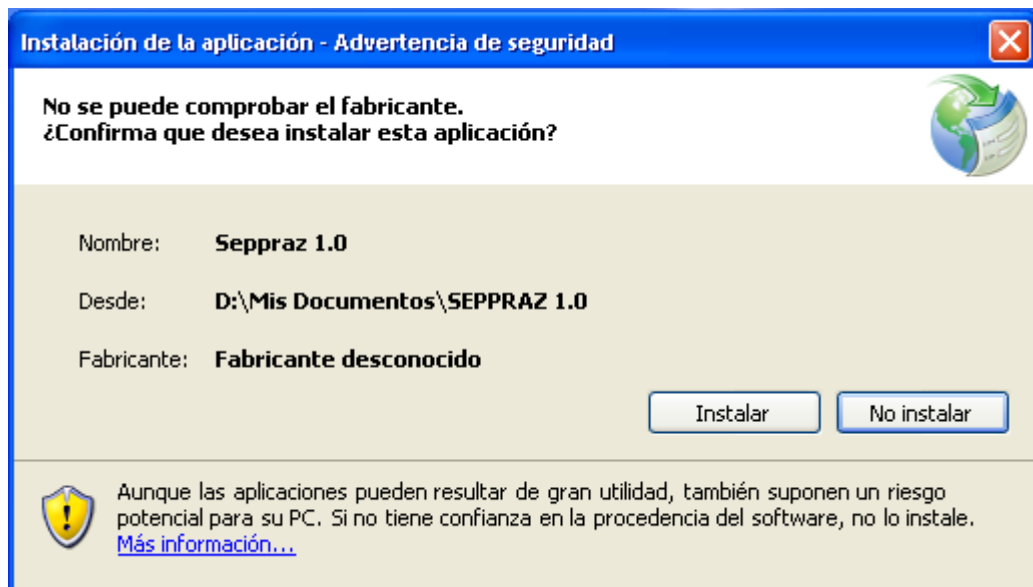 Instalación de la aplicación - Advertencia de seguridad
No se puede comprobar el fabricante.
¿Confirma que desea instalar esta aplicación?
Nombre: Seppraz 1.0
Desde: D:\Mis Documentos\SEPPRAZ 1.0
Fabricante: Fabricante desconocido
Instalar No instalar
Aunque las aplicaciones pueden resultar de gran utilidad, también suponen un riesgo
potencial para su PC. Si no tiene confianza en la procedencia del software, no lo instale.
Más información...